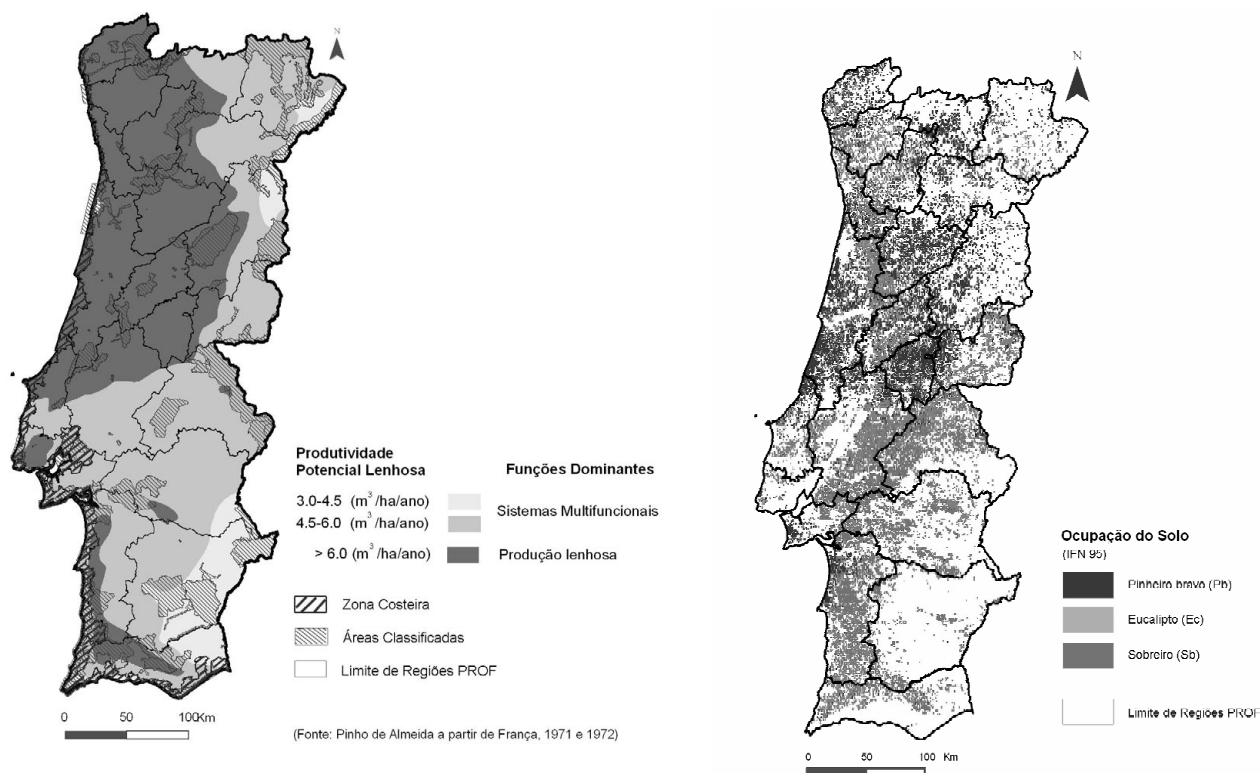 N
Produtividade
Potencial Lenhosa
Funções Dominantes
3.0-4.5 (m³/ha/ano)
4.5-6.0 (m³/ha/ano)
Sistemas Multifuncionais
> 6.0 (m³/ha/ano)
Produção lenhosa
Zona Costeira
Áreas Classificadas
Limite de Regiões PROF
0 50 100Km
(Fonte: Pinho de Almeida a partir de França, 1971 e 1972)
N
Ocupação do Solo
(IFN 95)
Pinheiro bravo (Pb)
Eucalipto (Ec)
Sobreiro (Sb)
Limite de Regiões PROF
0 50 100 Km